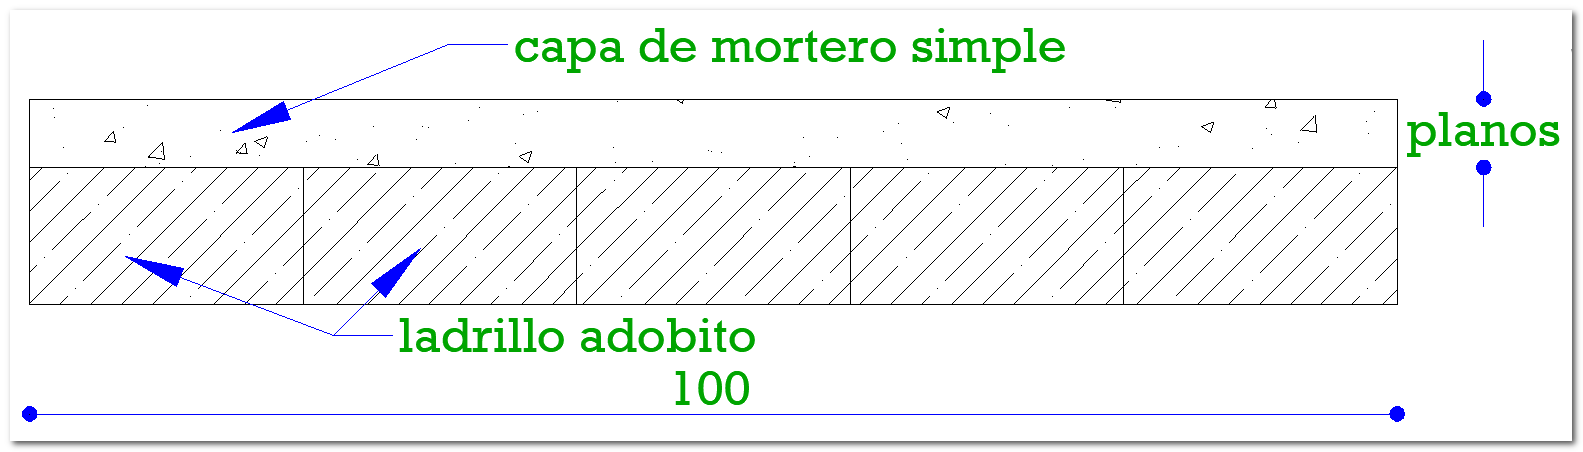 capa de mortero simple
planos
ladrillo adobito
100